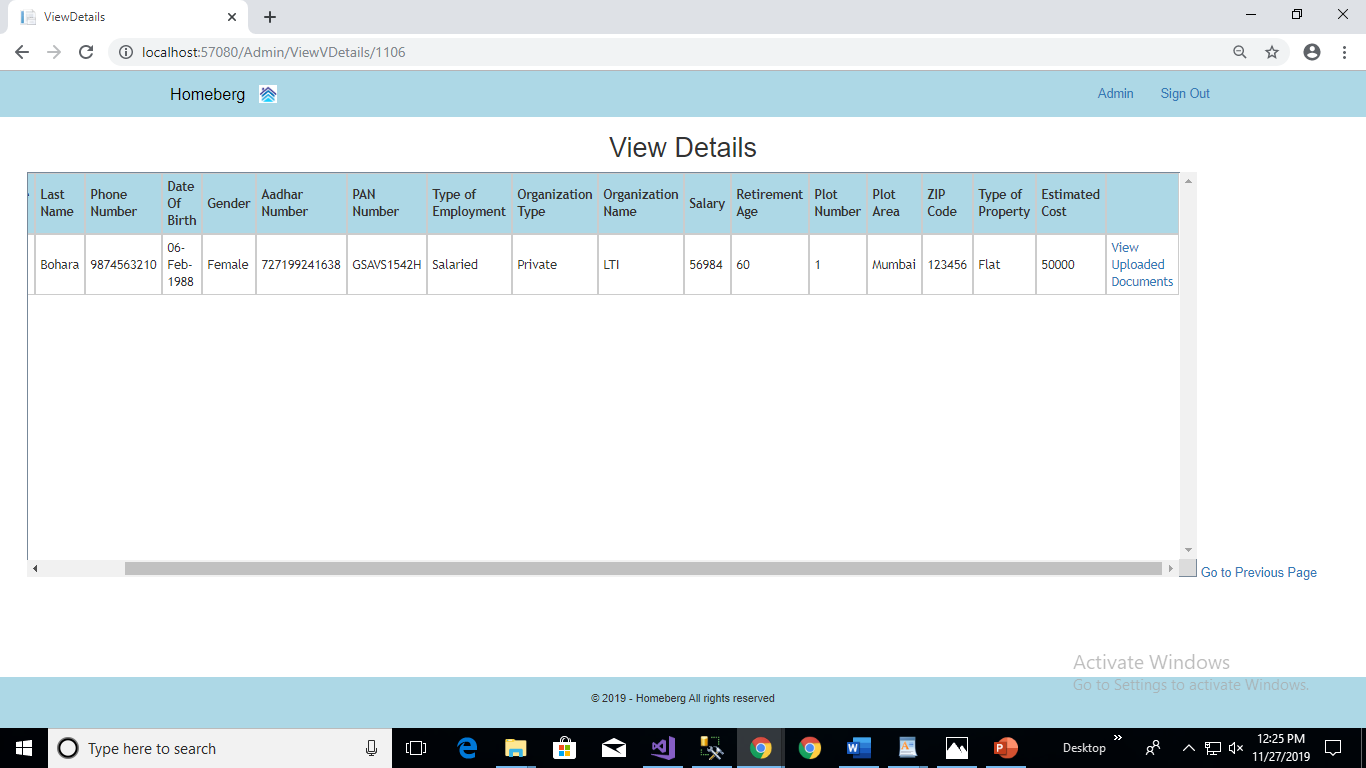 ViewDetails
localhost:57080/Admin/ViewVDetails/1106
Homeberg
Admin
Sign Out
View Details
Last Name
Phone Number
Date Of Birth
Gender
Aadhar Number
PAN Number
Type of Employment
Organization Type
Organization Name
Salary
Retirement Age
Plot Number
Plot Area
ZIP Code
Type of Property
Estimated Cost
Bohara
9874563210
06-Feb-1988
Female
727199241638
GSAVS1542H
Salaried
Private
LTI
56984
60
1
Mumbai
123456
Flat
50000
View Uploaded Documents
Go to Previous Page
Activate Windows
Go to Settings to activate Windows.
© 2019 - Homeberg All rights reserved
Type here to search
Desktop
12:25 PM
11/27/2019